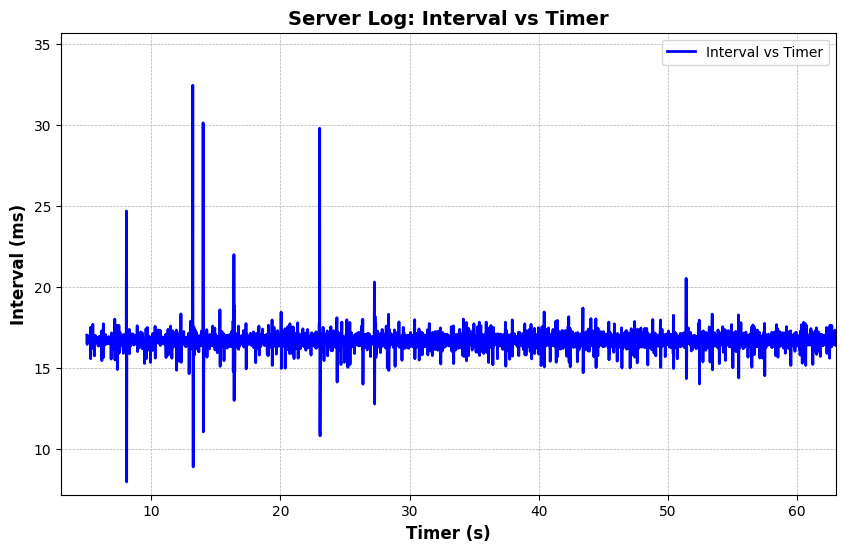 Server Log: Interval vs Timer
Interval vs Timer
35
30
25
20
15
10
Interval (ms)
10 20 30 40 50 60
Timer (s)